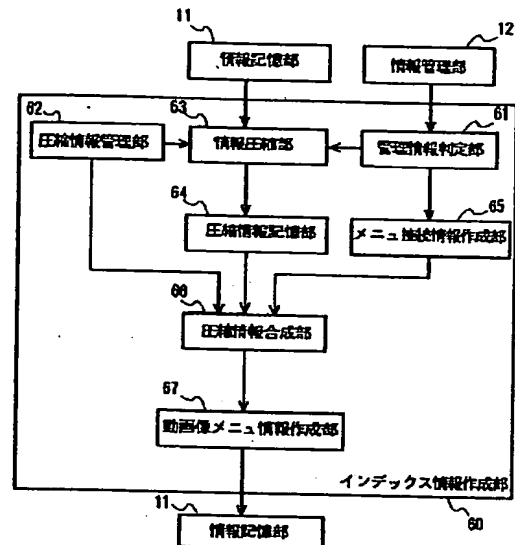 11
12
情報記憶部
情報管理部
62
63
61
圧縮情報管理部
情報圧縮部
管理情報判定部
64
65
圧縮情報記憶部
メニュー接続情報作成部
66
圧縮情報合成部
67
動画像メニュー情報作成部
インデックス情報作成部
11
60
情報記憶部